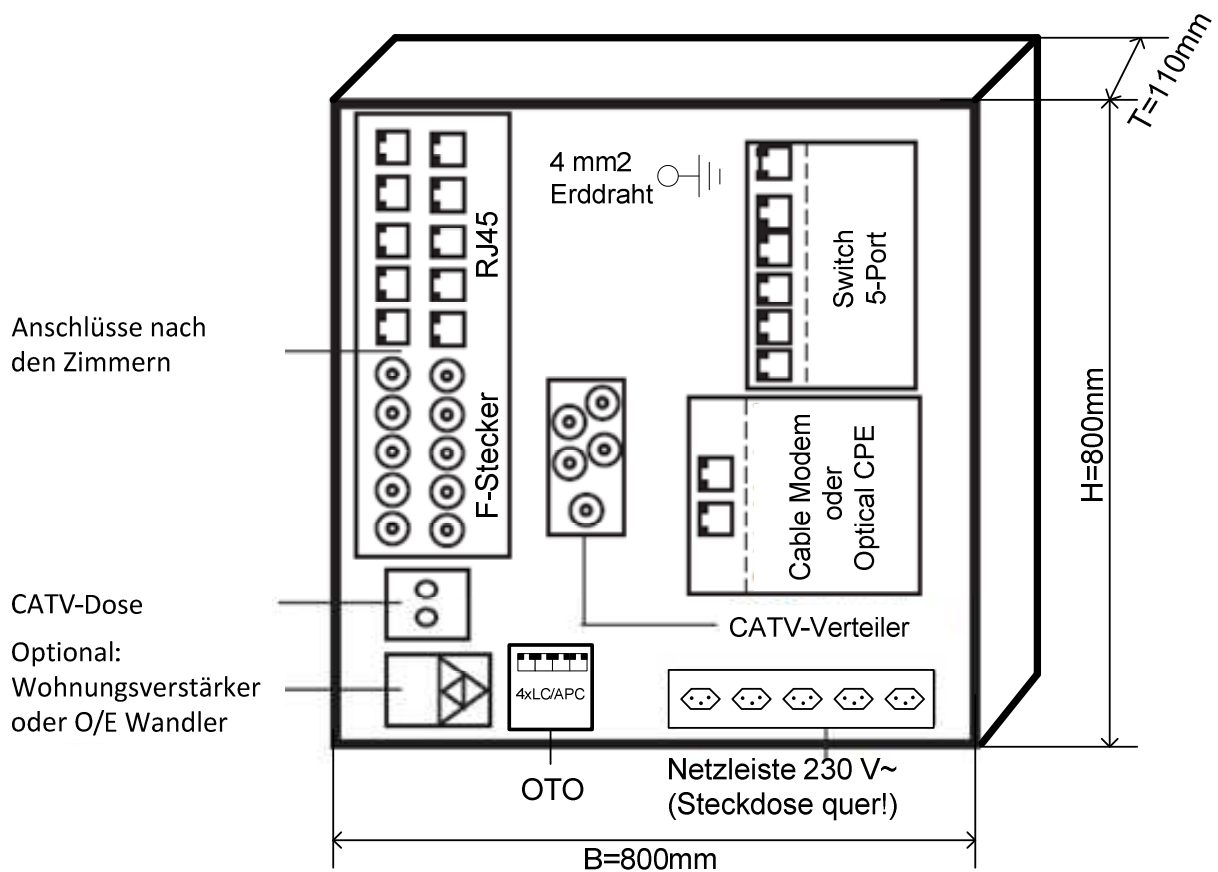 T=110mm
4 mm2
Erddraht
RJ45
Switch
5-Port
Anschlüsse nach
den Zimmern
F-Stecker
Cable Modem
oder
Optical CPE
H=800mm
CATV-Dose
CATV-Verteiler
Optional:
Wohnungsverstärker
oder O/E Wandler
4xLC/APC
OTO
Netzleiste 230 V~
(Steckdose quer!)
B=800mm